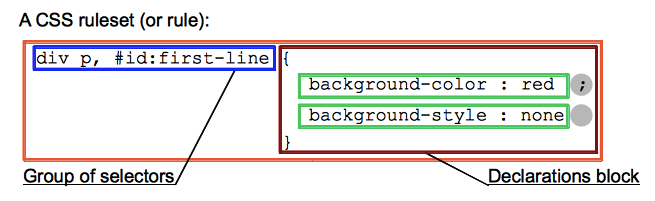 A CSS ruleset (or rule):
div p, #id:first-line {
background-color : red ;
background-style : none
}
Group of selectors
Declarations block